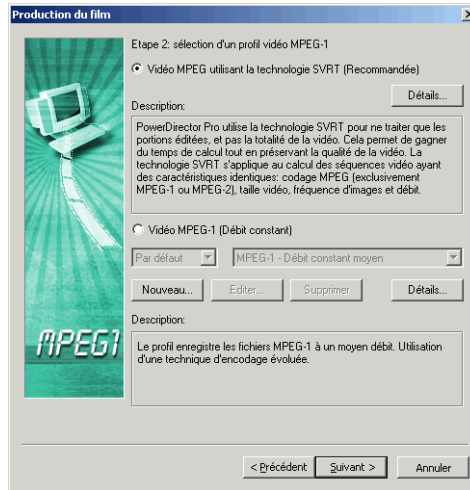 Production du film
Etape 2: sélection d'un profil vidéo MPEG-1
Vidéo MPEG utilisant la technologie SVRT (Recommandée)
Détails...
Description:
PowerDirector Pro utilise la technologie SVRT pour ne traiter que les
portions éditées, et pas la totalité de la vidéo. Cela permet de gagner
du temps de calcul tout en préservant la qualité de la vidéo. La
technologie SVRT s'applique au calcul des séquences vidéo ayant
des caractéristiques identiques: codage MPEG (exclusivement
MPEG-1 ou MPEG-2), taille vidéo, fréquence d'images et débit.
Vidéo MPEG-1 (Débit constant)
Par défaut
MPEG-1 - Débit constant moyen
Nouveau...
Editer...
Supprimer
Détails...
Description:
Le profil enregistre les fichiers MPEG-1 à un moyen débit. Utilisation
d'une technique d'encodage évoluée.
MPEG1
< Précédent
Suivant >
Annuler